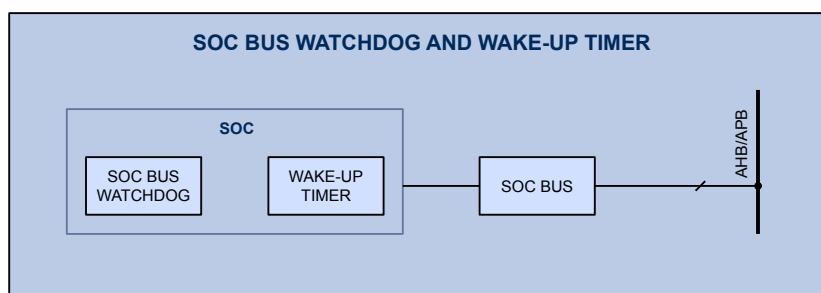 SOC BUS WATCHDOG AND WAKE-UP TIMER
SOC
SOC BUS
WATCHDOG
WAKE-UP
TIMER
SOC BUS
AHB/APB